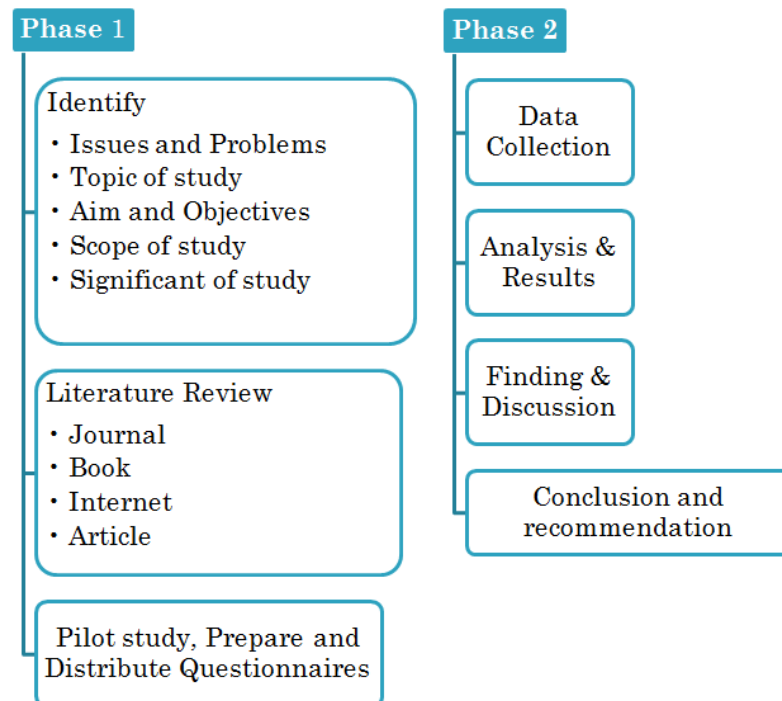 Phase 1
Identify
・Issues and Problems
・Topic of study
・Aim and Objectives
・Scope of study
・Significant of study
Literature Review
・Journal
・Book
・Internet
・Article
Pilot study, Prepare and
Distribute Questionnaires
Phase 2
Data
Collection
Analysis &
Results
Finding &
Discussion
Conclusion and
recommendation